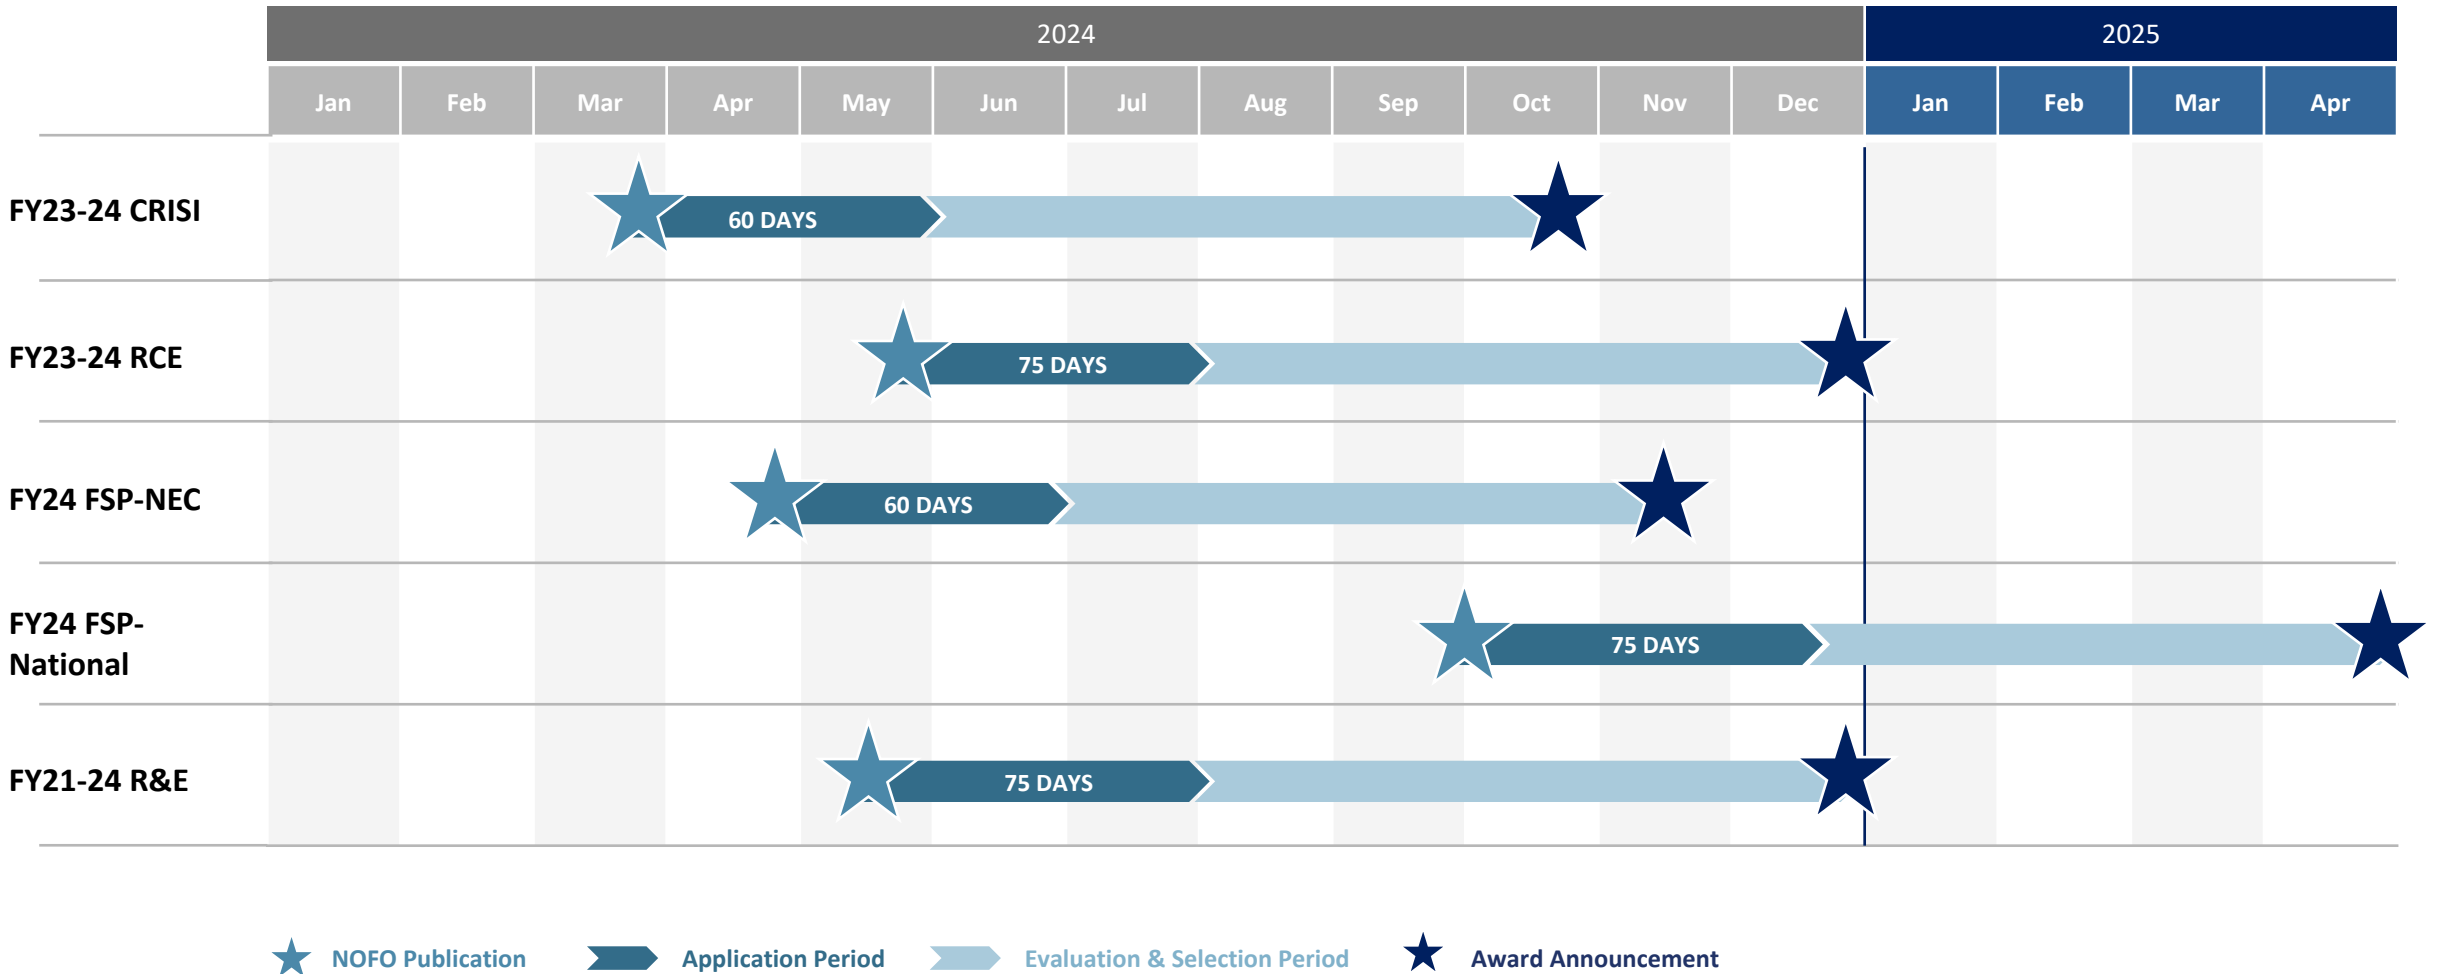 2024
2025
Jan Feb Mar Apr May Jun Jul Aug Sep Oct Nov Dec Jan Feb Mar Apr
FY23-24 CRISI
60 DAYS
FY23-24 RCE
75 DAYS
FY24 FSP-NEC
60 DAYS
FY24 FSP-
National
75 DAYS
FY21-24 R&E
75 DAYS
NOFO Publication
Application Period
Evaluation & Selection Period
Award Announcement